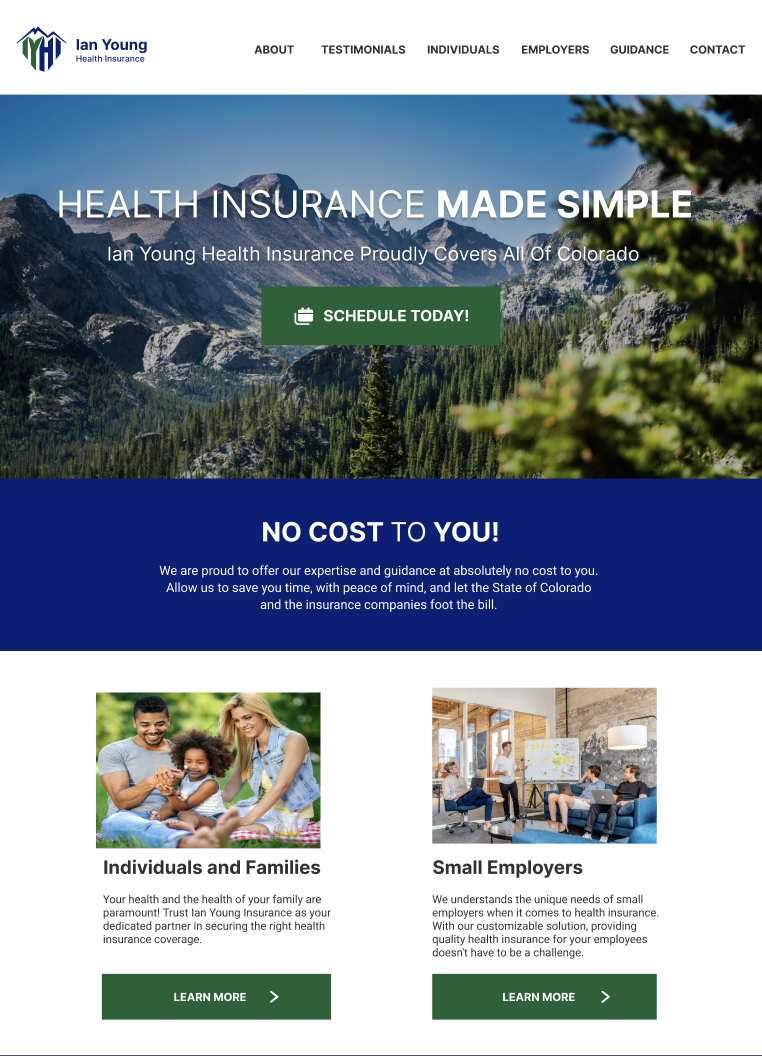 Ian Young
Health Insurance
ABOUT TESTIMONIALS INDIVIDUALS EMPLOYERS GUIDANCE CONTACT
HEALTH INSURANCE MADE SIMPLE
Ian Young Health Insurance Proudly Covers All Of Colorado
SCHEDULE TODAY!
NO COST TO YOU!
We are proud to offer our expertise and guidance at absolutely no cost to you.
Allow us to save you time, with peace of mind, and let the State of Colorado
and the insurance companies foot the bill.
Individuals and Families
Your health and the health of your family are
paramount! Trust Ian Young Insurance as your
dedicated partner in securing the right health
insurance coverage.
LEARN MORE
Small Employers
We understands the unique needs of small
employers when it comes to health insurance.
With our customizable solution, providing
quality health insurance for your employees
doesn't have to be a challenge.
LEARN MORE